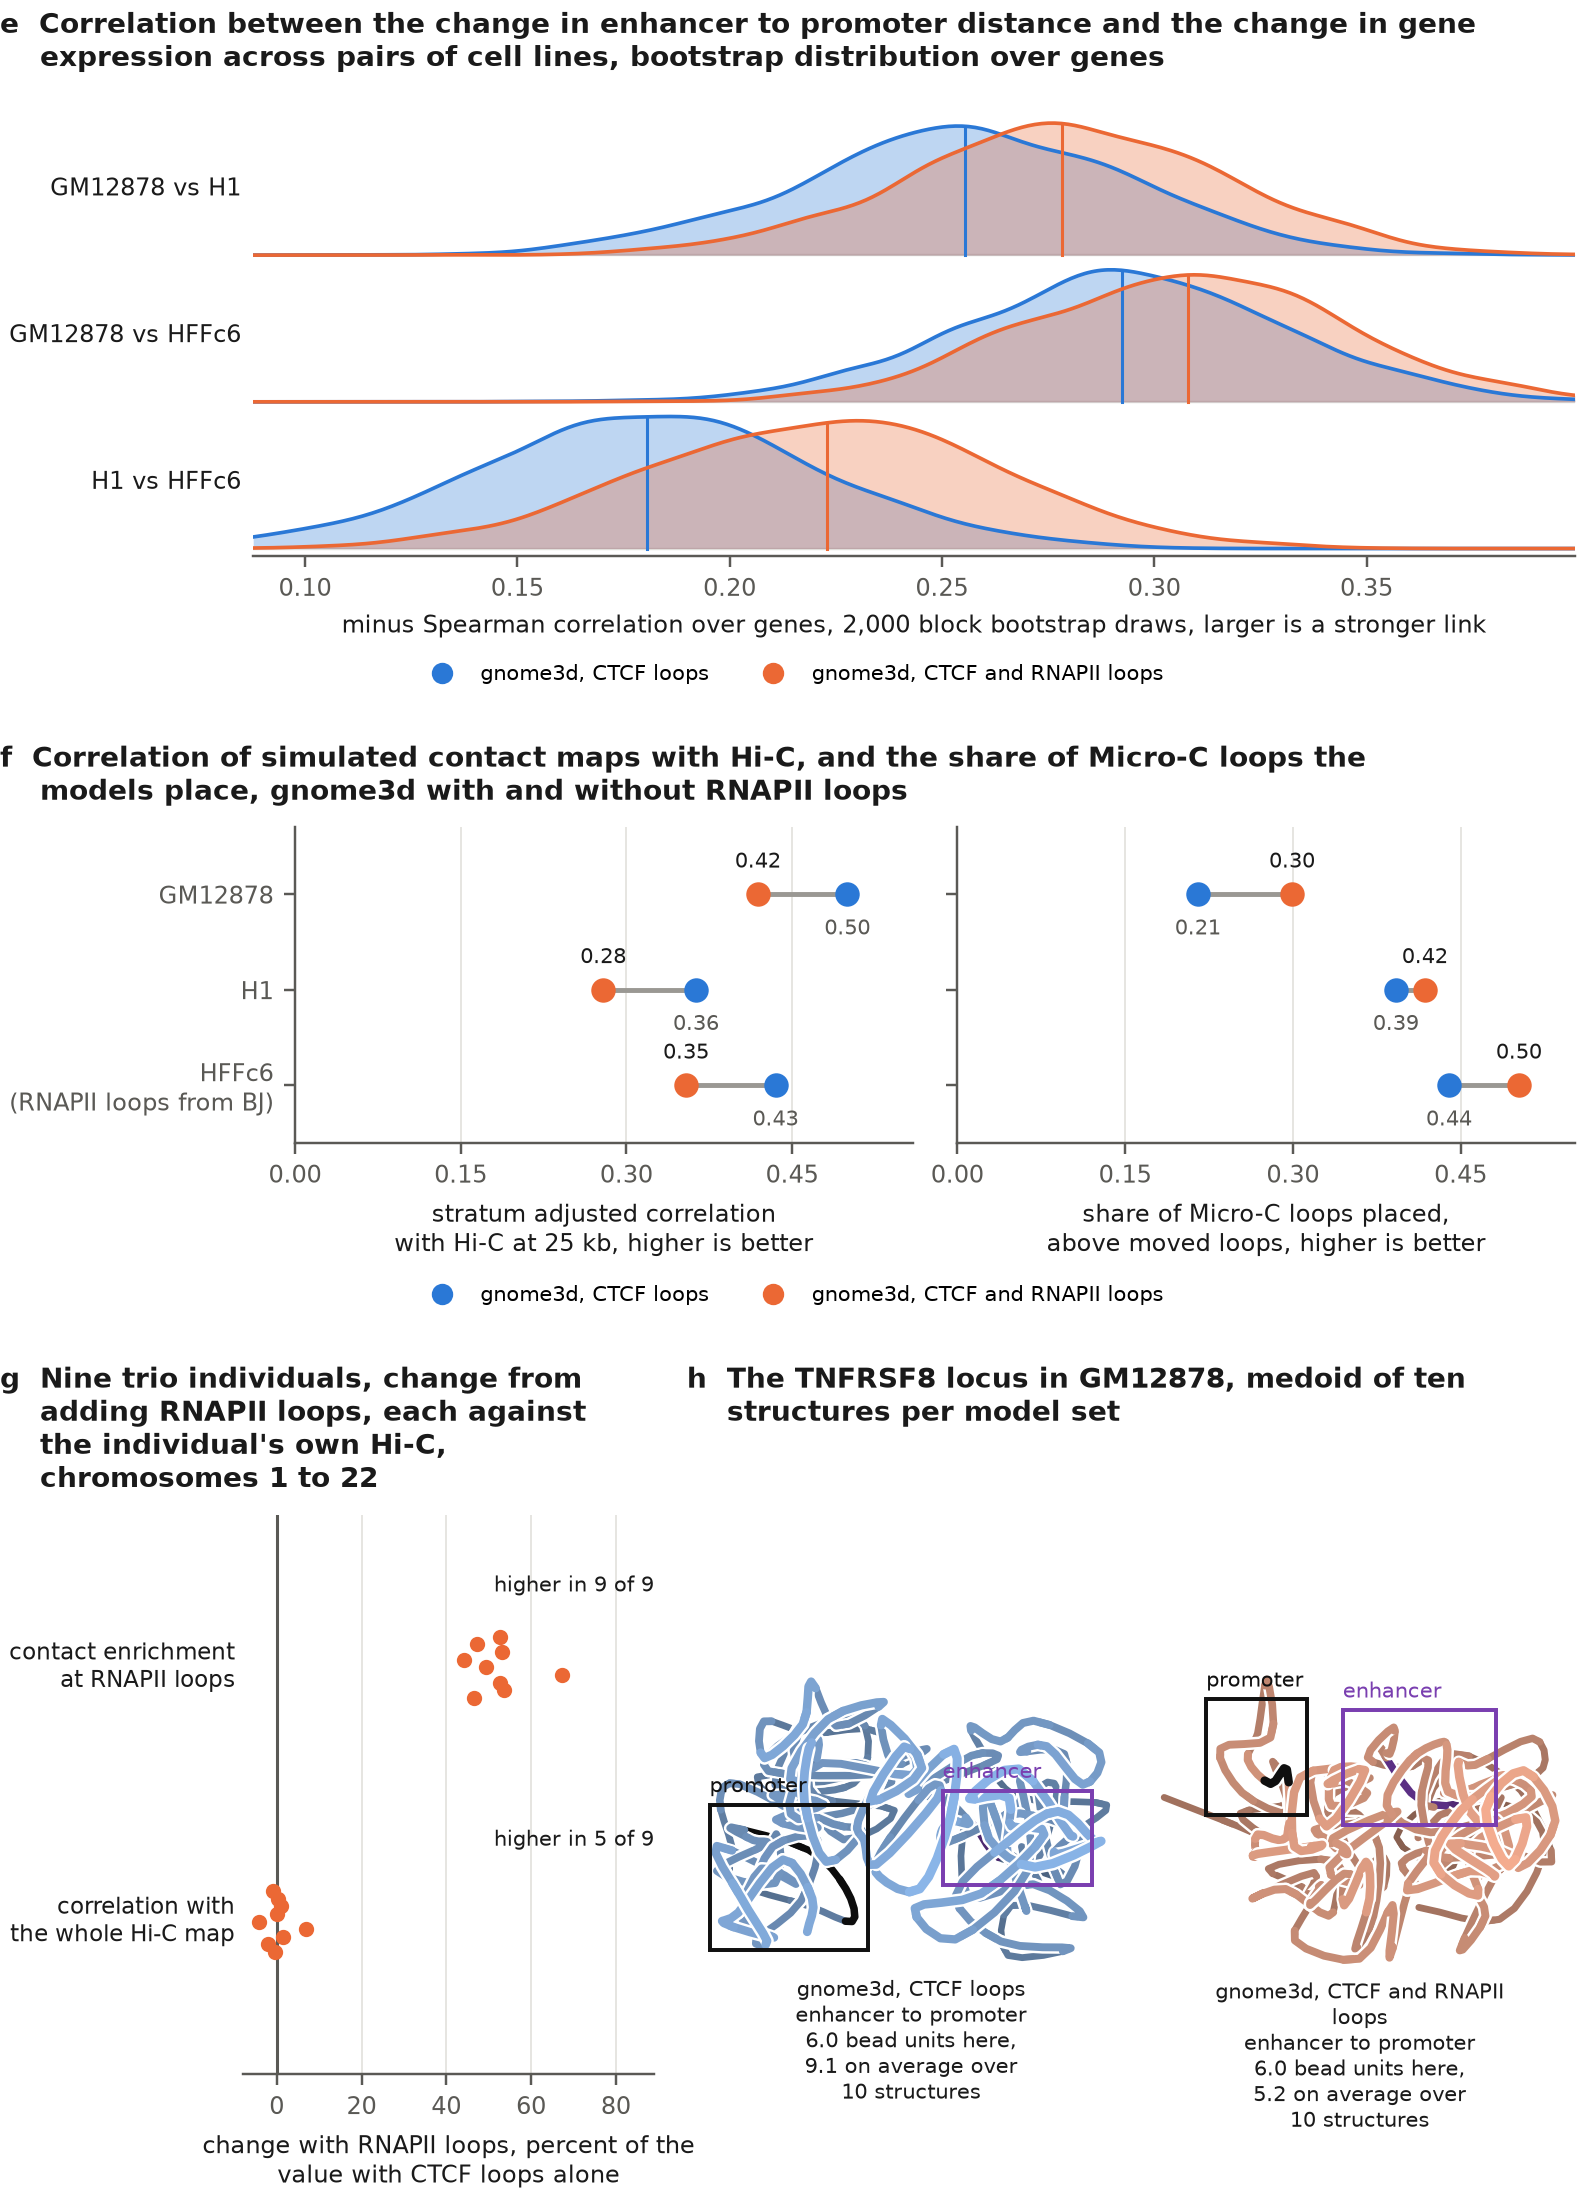 e Correlation between the change in enhancer to promoter distance and the change in gene
expression across pairs of cell lines, bootstrap distribution over genes
GM12878 vs H1
GM12878 vs HFFc6
H1 vs HFFc6
0.10 0.15 0.20 0.25 0.30 0.35
minus Spearman correlation over genes, 2,000 block bootstrap draws, larger is a stronger link
gnome3d, CTCF loops gnome3d, CTCF and RNAPII loops
f Correlation of simulated contact maps with Hi-C, and the share of Micro-C loops the
models place, gnome3d with and without RNAPII loops
0.42 0.30
GM12878
0.50 0.21
0.28 0.42
H1
0.36 0.39
0.35 0.50
HFFc6
(RNAPII loops from BJ)
0.43 0.44
0.00 0.15 0.30 0.45 0.00 0.15 0.30 0.45
stratum adjusted correlation
with Hi-C at 25 kb, higher is better
share of Micro-C loops placed,
above moved loops, higher is better
gnome3d, CTCF loops gnome3d, CTCF and RNAPII loops
g Nine trio individuals, change from
adding RNAPII loops, each against
the individual's own Hi-C,
chromosomes 1 to 22
higher in 9 of 9
contact enrichment
at RNAPII loops
higher in 5 of 9
correlation with
the whole Hi-C map
0 20 40 60 80
change with RNAPII loops, percent of the
value with CTCF loops alone
h The TNFRSF8 locus in GM12878, medoid of ten
structures per model set
promoter
enhancer
gnome3d, CTCF loops
enhancer to promoter
6.0 bead units here,
9.1 on average over
10 structures
promoter
enhancer
gnome3d, CTCF and RNAPII
loops
enhancer to promoter
6.0 bead units here,
5.2 on average over
10 structures